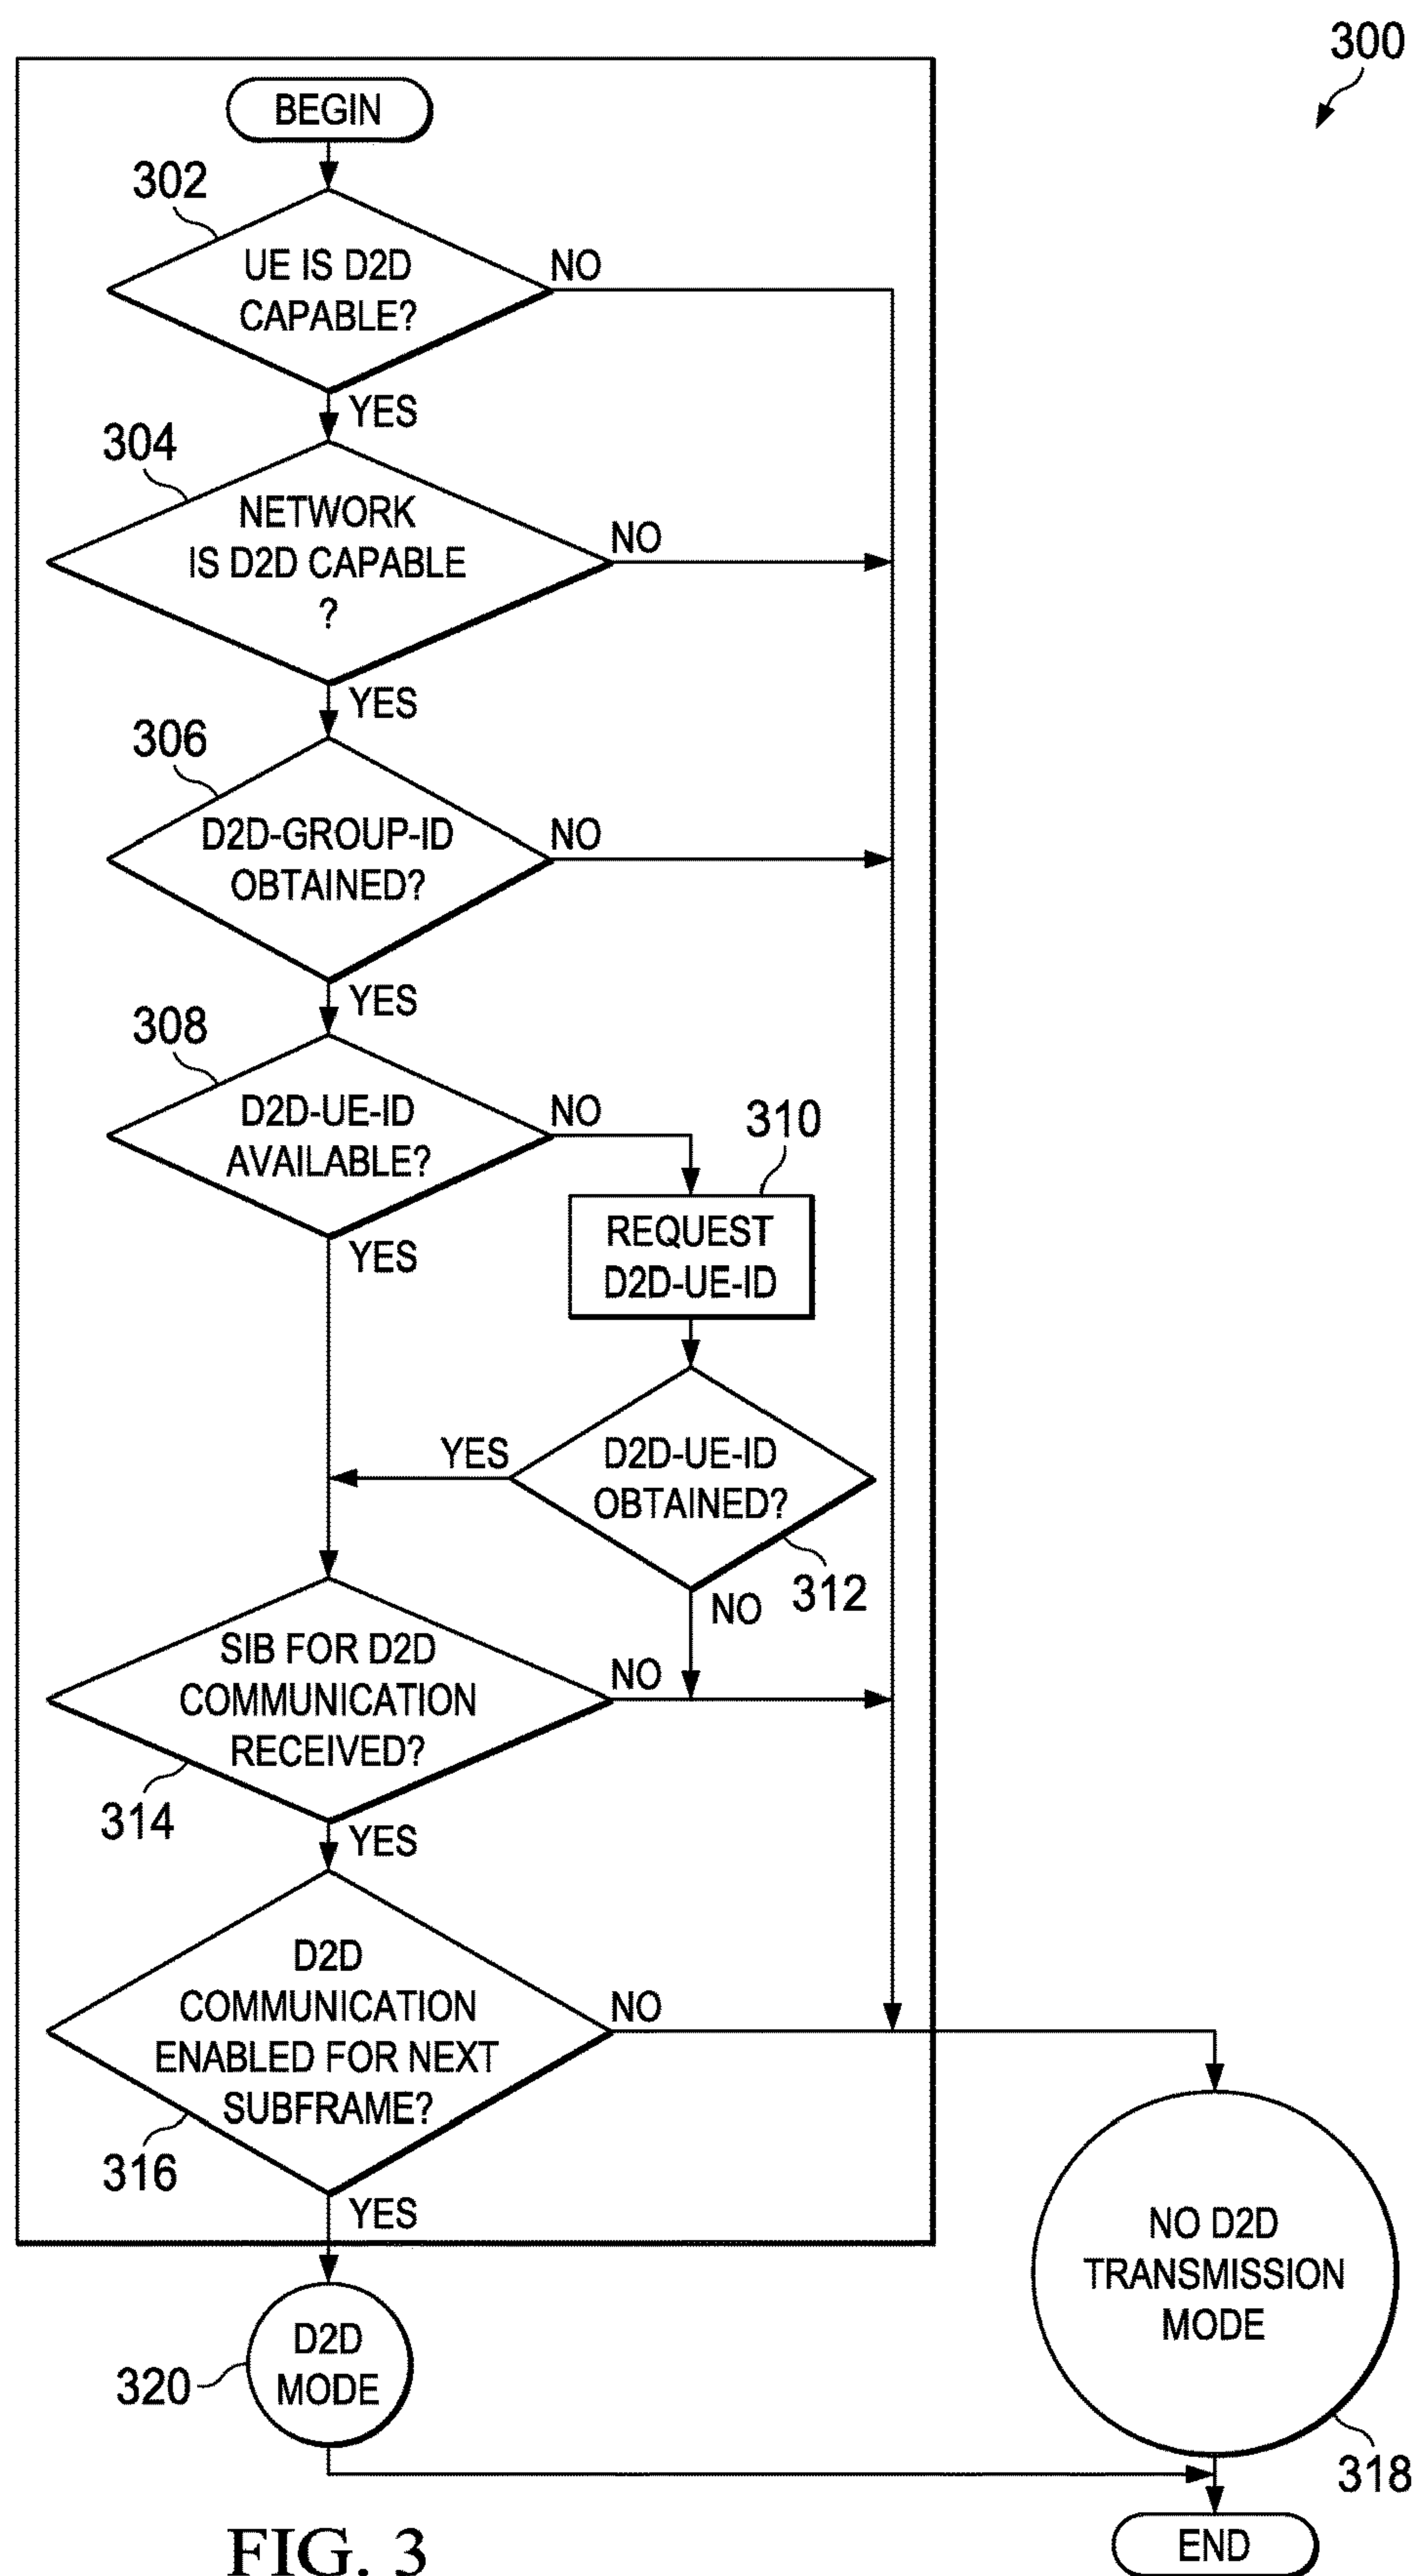 300
BEGIN
302
UE IS D2D
CAPABLE?
NO
YES
304
NETWORK
IS D2D CAPABLE
?
NO
YES
306
D2D-GROUP-ID
OBTAINED?
NO
YES
308
D2D-UE-ID
AVAILABLE?
NO
YES
310
REQUEST
D2D-UE-ID
D2D-UE-ID
OBTAINED?
YES
312
NO
SIB FOR D2D
COMMUNICATION
RECEIVED?
NO
314
YES
D2D
COMMUNICATION
ENABLED FOR NEXT
SUBFRAME?
NO
316
YES
NO D2D
TRANSMISSION
MODE
318
D2D
MODE
320
END
FIG. 3